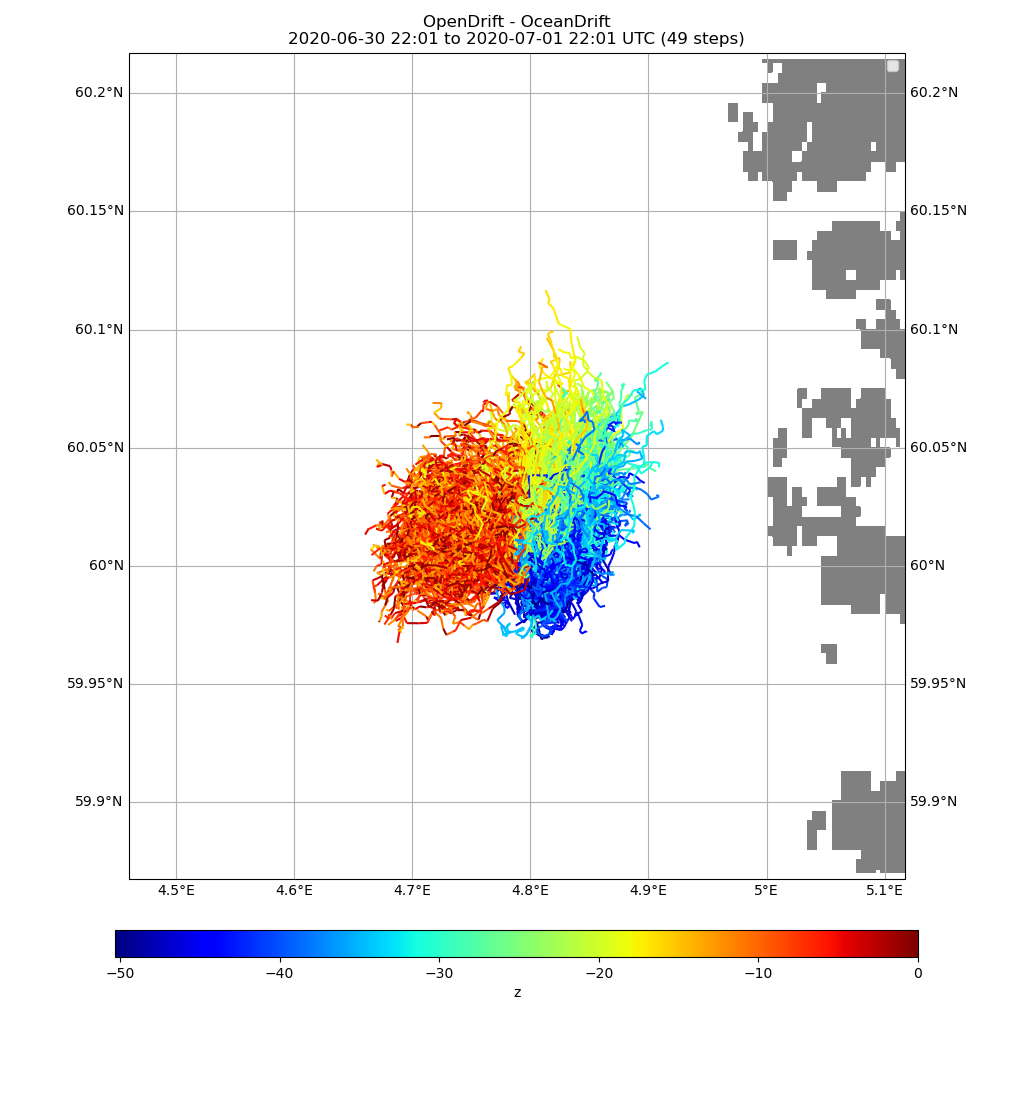 OpenDrift - OceanDrift
2020-06-30 22:01 to 2020-07-01 22:01 UTC (49 steps)
60.2°N 60.2°N
60.15°N 60.15°N
60.1°N 60.1°N
60.05°N 60.05°N
60°N 60°N
59.95°N 59.95°N
59.9°N 59.9°N
4.5°E 4.6°E 4.7°E 4.8°E 4.9°E 5°E 5.1°E
−50 −40 −30 −20 −10 0
z